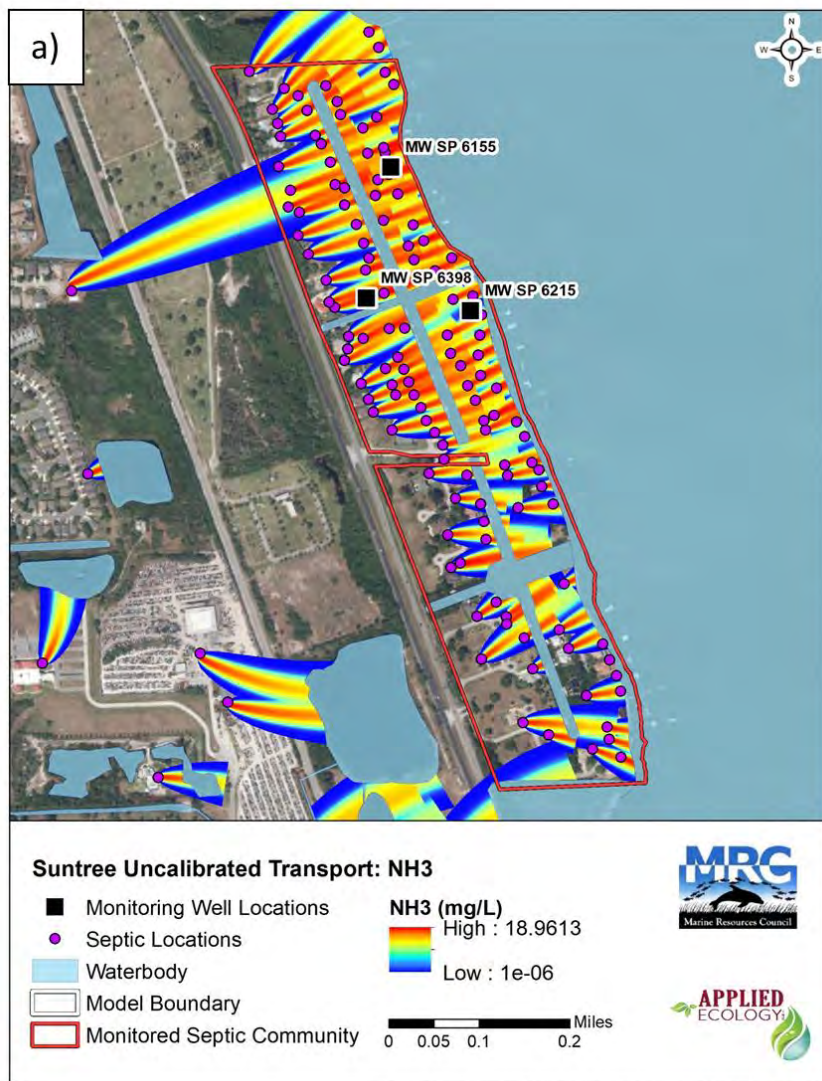 a)
N
W E
S
MW SP 6155
MW SP 6398
MW SP 6215
Suntree Uncalibrated Transport: NH3
Monitoring Well Locations
Septic Locations
Waterbody
Model Boundary
Monitored Septic Community
NH3 (mg/L)
High : 18.9613
Low : 1e-06
Miles
0 0.05 0.1 0.2
MRC
Marine Resources Council
APPLIED
ECOLOGY